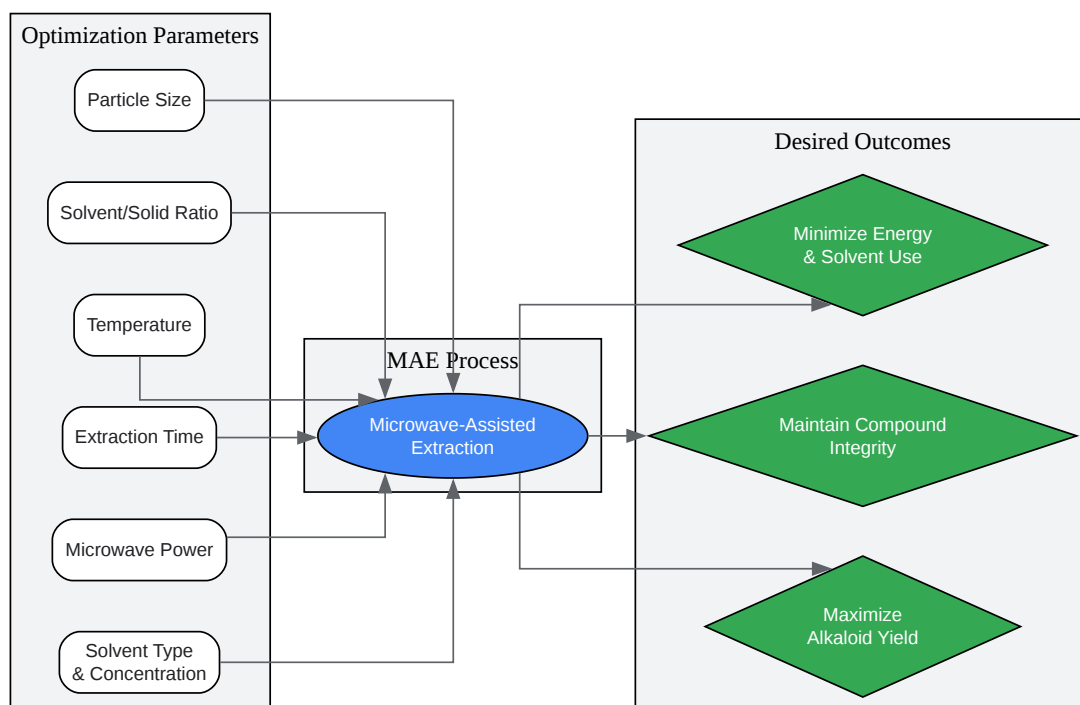 Optimization Parameters
Particle Size
Solvent/Solid Ratio
Temperature
Extraction Time
Microwave Power
Solvent Type
& Concentration
MAE Process
Microwave-Assisted
Extraction
Desired Outcomes
Minimize Energy
& Solvent Use
Maintain Compound
Integrity
Maximize
Alkaloid Yield